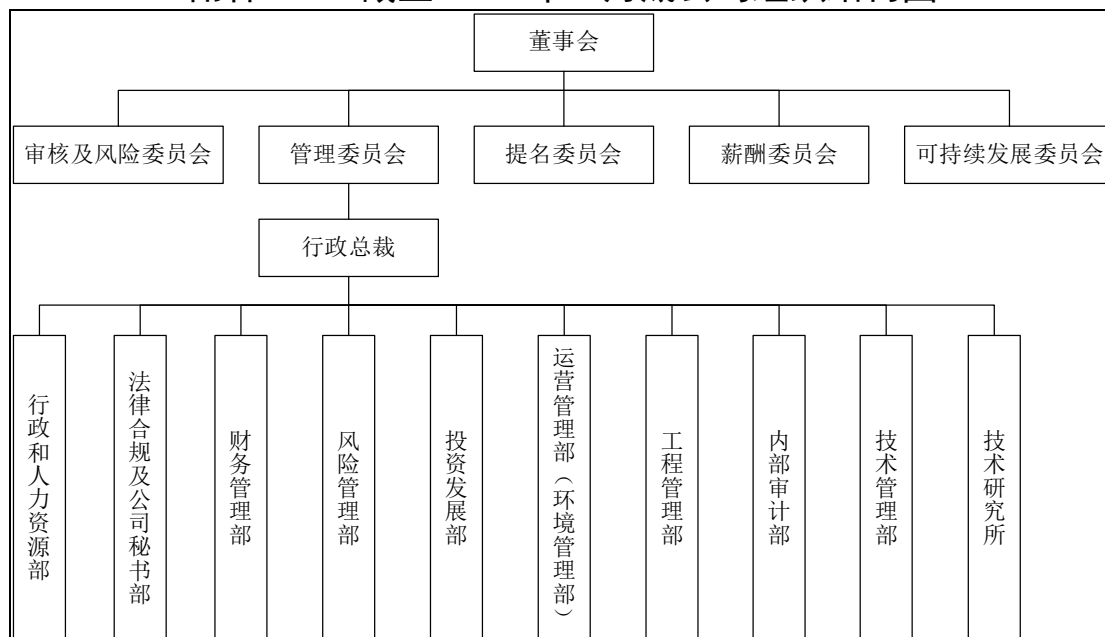 董事会
审核及风险委员会
管理委员会
提名委员会
薪酬委员会
可持续发展委员会
行政总裁
行政和人力资源部
法律合规及公司秘书部
财务管理部
风险管理部
投资发展部
运营管理部（环境管理部）
工程管理部
内部审计部
技术管理部
技术研究所